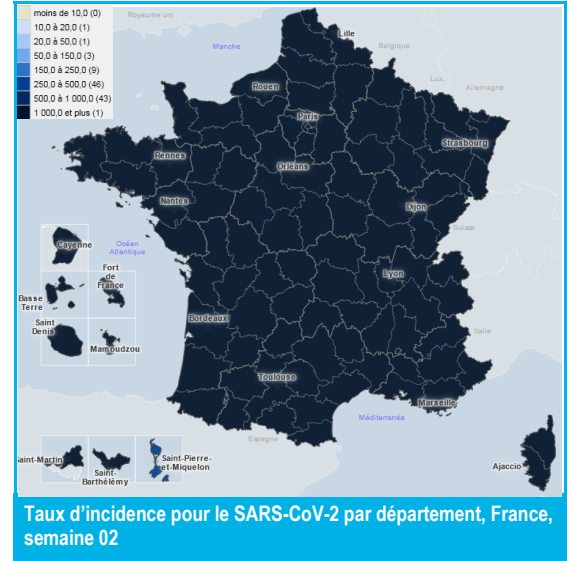 moins de 10,0 (0)
10,0 à 20,0 (1)
20,0 à 50,0 (1)
50,0 à 150,0 (3)
150,0 à 250,0 (9)
250,0 à 500,0 (46)
500,0 à 1 000,0 (43)
1 000,0 et plus (1)
Royaume uni
Manche
Lille
Belgique
Lux.
Allemagne
Rouen
Paris
Strasbourg
Rennes
Orléans
Nantes
Dijon
Suisse
Cayenne
Océan
Atlantique
Fort
de
France
Lyon
Basse
Terre
Bordeaux
Saint
Denis
Mamoudzou
Italie
Toulouse
Marseille
Méditerranée
Espagne
Saint-Martin
Saint-
Barthélémy
Saint-Pierre-
et-Miquelon
Ajaccio
Taux d'incidence pour le SARS-CoV-2 par département, France,
semaine 02